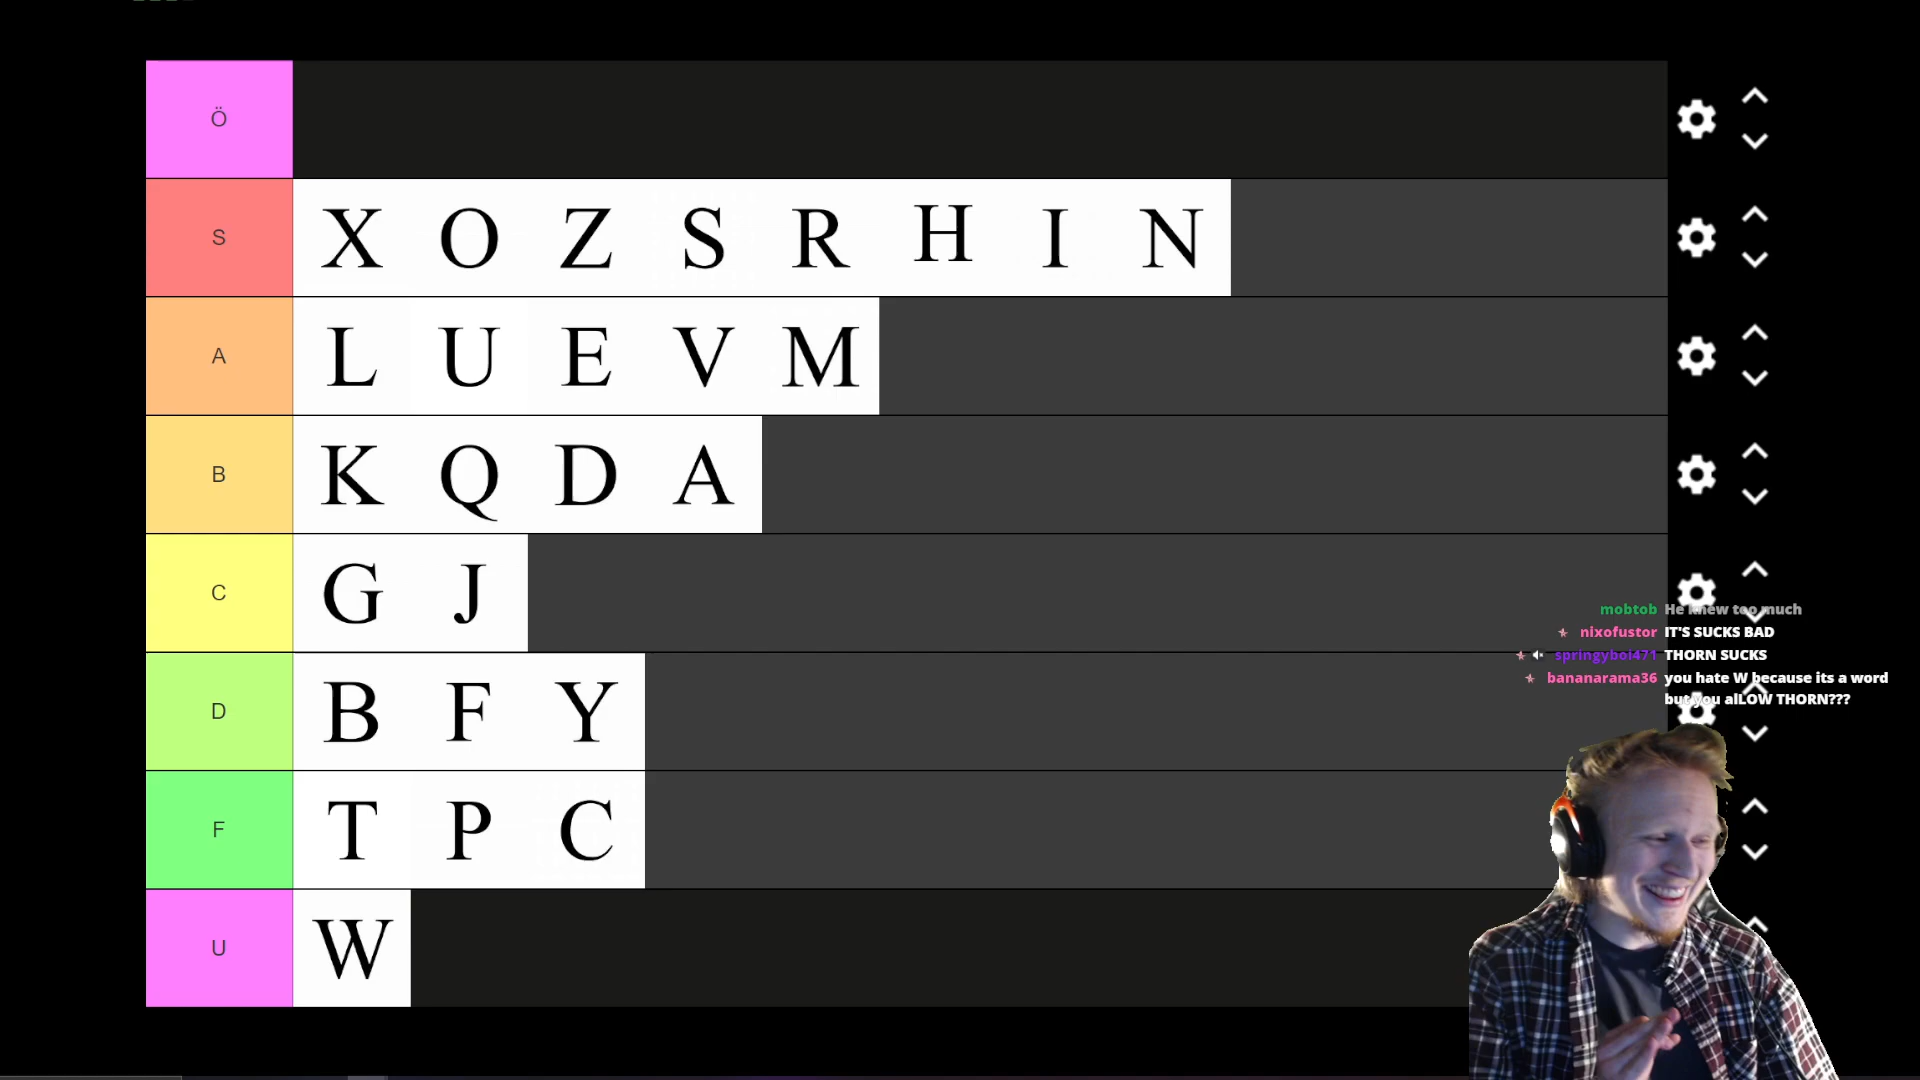 Ö
S X O Z S R H I N
A L U E V M
B K Q D A
C G J
mobtob He knew too much
nixofustor IT'S SUCKS BAD
springyboi471 THORN SUCKS
bananarama36 you hate W because its a word
but you alLOW THORN???
D B F Y
F T P C
U W